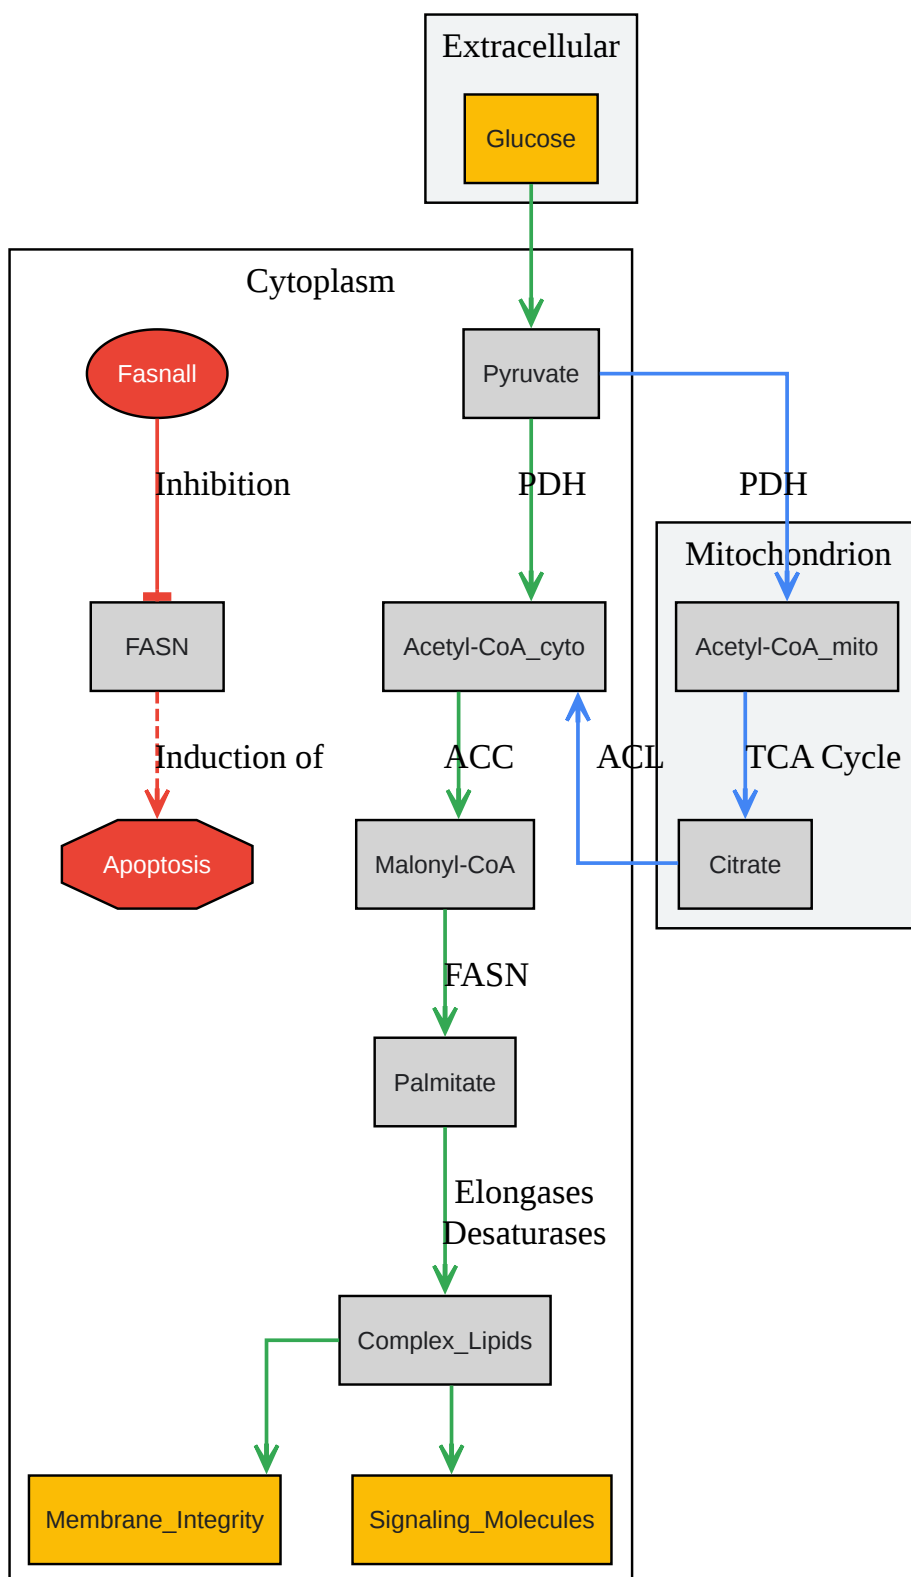 Extracellular
Glucose
Cytoplasm
Fasnall
Pyruvate
Inhibition
PDH
PDH
Mitochondrion
FASN
Acetyl-CoA_cyto
Acetyl-CoA_mito
Induction of
ACC
ACL
TCA Cycle
Apoptosis
Malonyl-CoA
Citrate
FASN
Palmitate
Elongases
Desaturases
Complex_Lipids
Membrane_Integrity
Signaling_Molecules